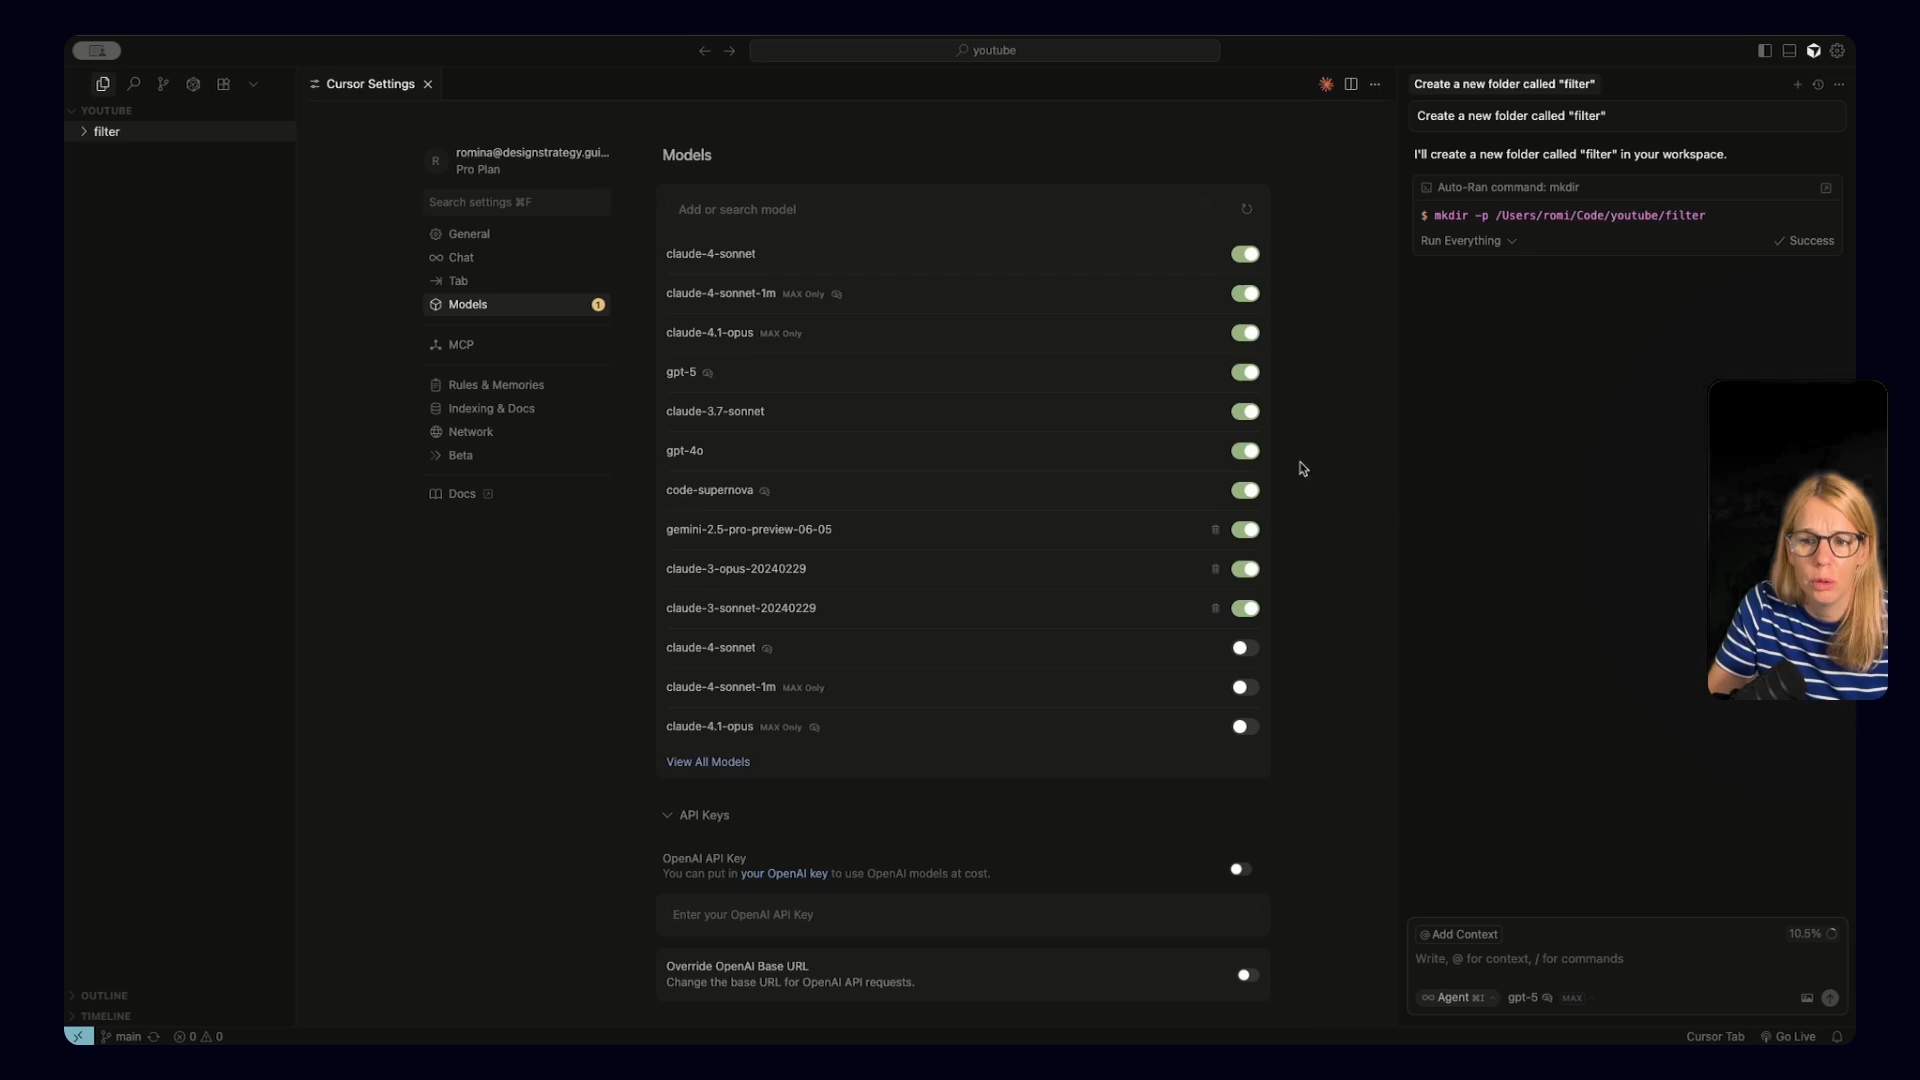 youtube
YOUTUBE
filter
OUTLINE
TIMELINE
main
0 0
Cursor Settings
R
romina@designstrategy.gui...
Pro Plan
Search settings ⌘F
General
Chat
Tab
Models
1
MCP
Rules & Memories
Indexing & Docs
Network
Beta
Docs
Models
Add or search model
claude-4-sonnet
claude-4-sonnet-1m MAX Only
claude-4.1-opus MAX Only
gpt-5
claude-3.7-sonnet
gpt-4o
code-supernova
gemini-2.5-pro-preview-06-05
claude-3-opus-20240229
claude-3-sonnet-20240229
claude-4-sonnet
claude-4-sonnet-1m MAX Only
claude-4.1-opus MAX Only
View All Models
API Keys
OpenAI API Key
You can put in your OpenAI key to use OpenAI models at cost.
Enter your OpenAI API Key
Override OpenAI Base URL
Change the base URL for OpenAI API requests.
Create a new folder called "filter"
Create a new folder called "filter"
I'll create a new folder called "filter" in your workspace.
Auto-Ran command: mkdir
$ mkdir -p /Users/romi/Code/youtube/filter
Run Everything
Success
@ Add Context
10.5%
Write, @ for context, / for commands
Agent ⌘I
gpt-5
MAX
Cursor Tab
Go Live